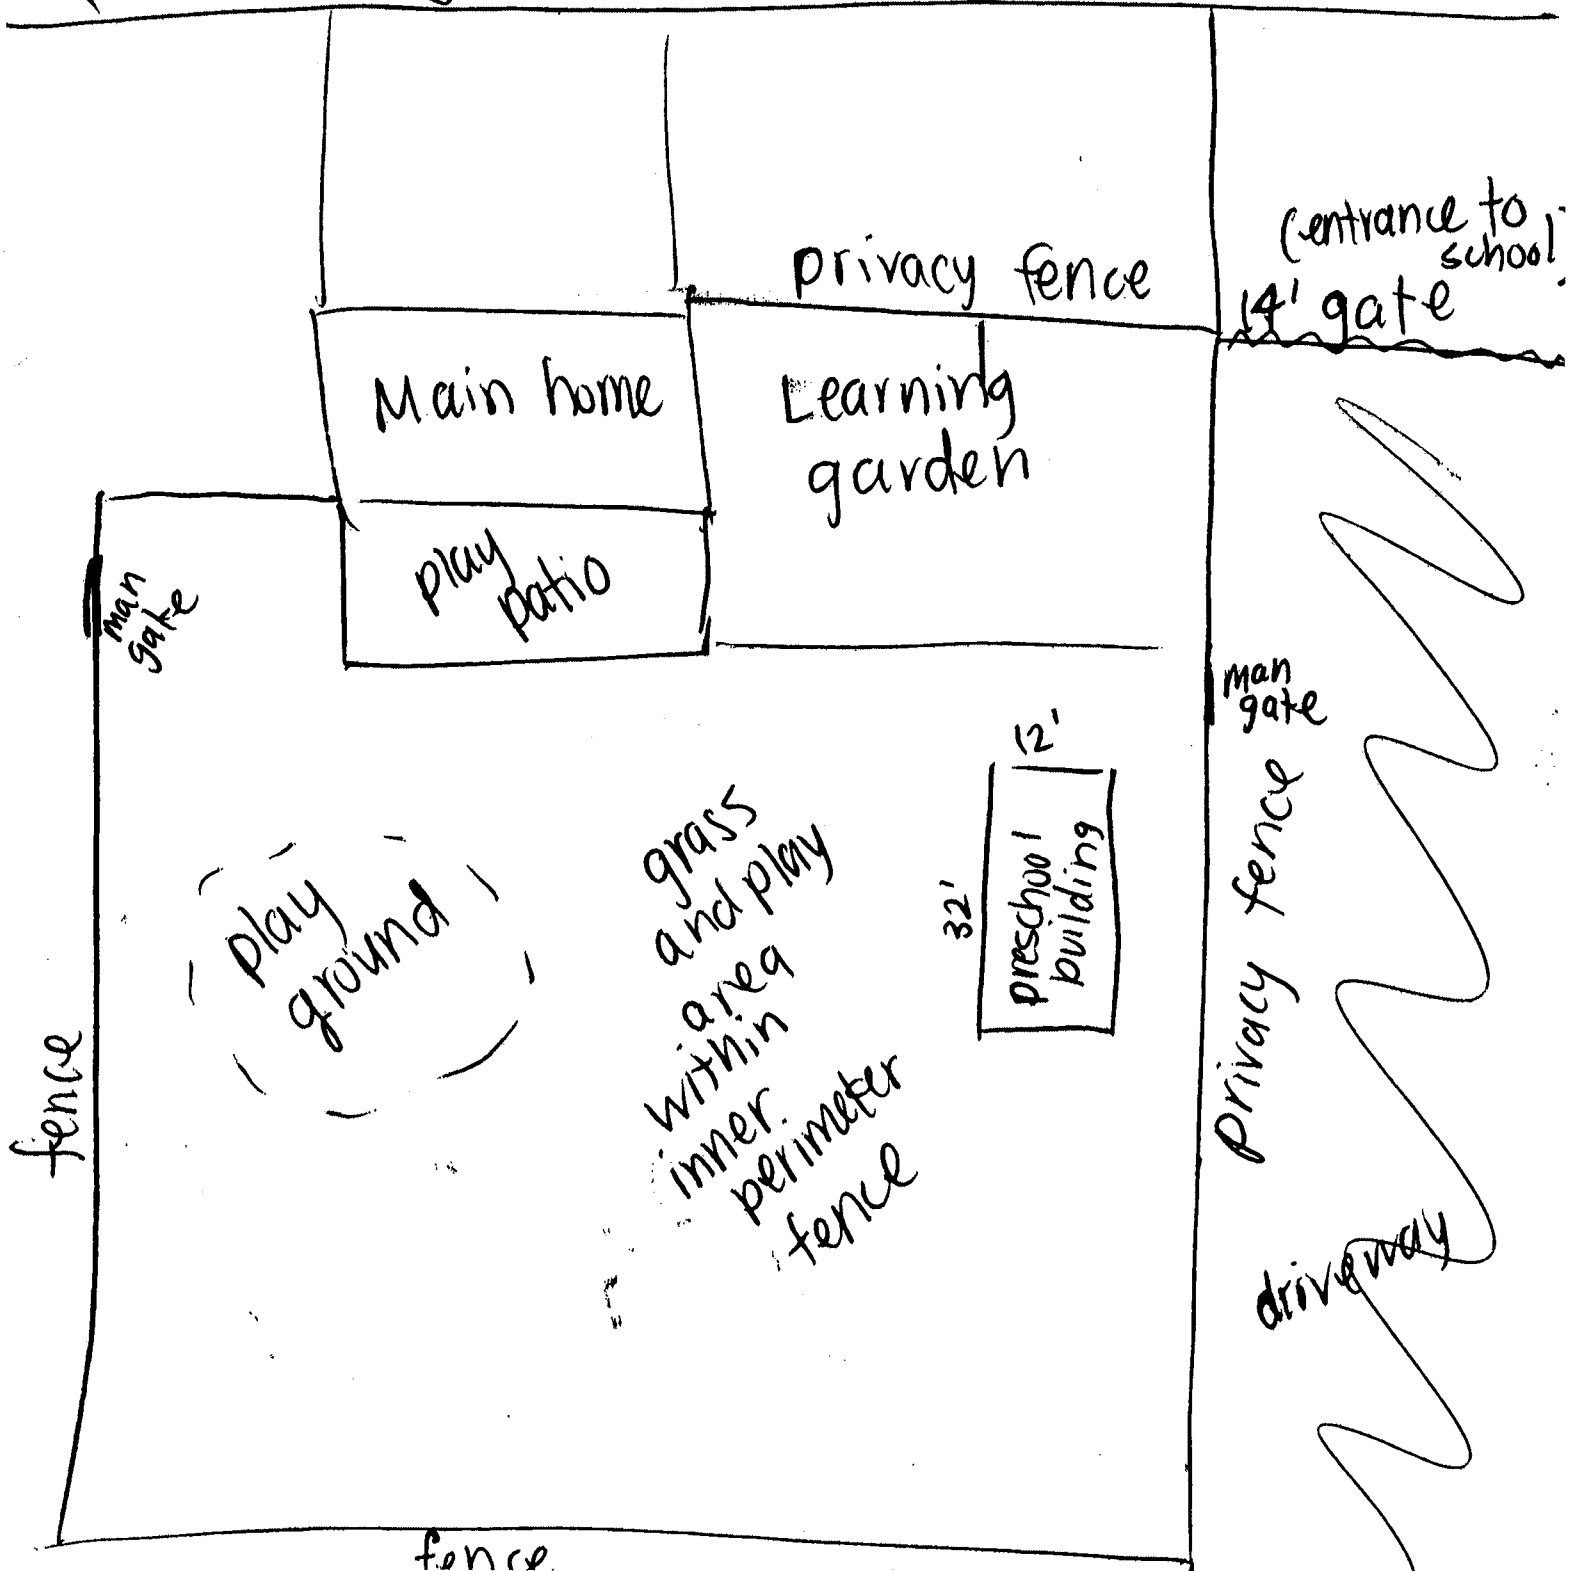 (entrance to
school
privacy fence
14' gate
Main home
Learning
garden
play
patio
man
gate
man
gate
12'
32'
preschool
building
grass
and play
area
within
inner
perimeter
fence
play
ground
privacy fence
fence
driveway
fence